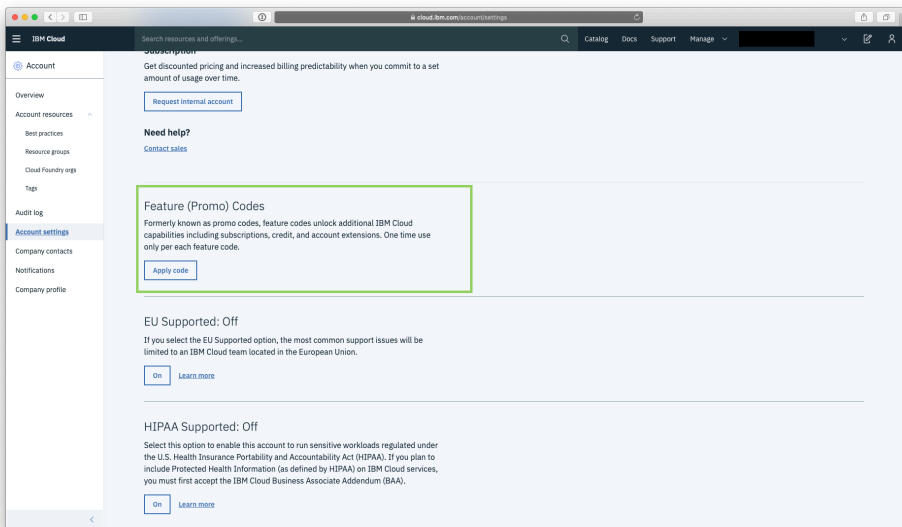 cloud.ibm.com/account/settings
IBM Cloud
Search resources and offerings...
Catalog
Docs
Support
Manage
Account
Overview
Account resources
Best practices
Resource groups
Cloud Foundry orgs
Tags
Audit log
Account settings
Company contacts
Notifications
Company profile
Subscription
Get discounted pricing and increased billing predictability when you commit to a set
amount of usage over time.
Request internal account
Need help?
Contact sales
Feature (Promo) Codes
Formerly known as promo codes, feature codes unlock additional IBM Cloud
capabilities including subscriptions, credit, and account extensions. One time use
only per each feature code.
Apply code
EU Supported: Off
If you select the EU Supported option, the most common support issues will be
limited to an IBM Cloud team located in the European Union.
On
Learn more
HIPAA Supported: Off
Select this option to enable this account to run sensitive workloads regulated under
the U.S. Health Insurance Portability and Accountability Act (HIPAA). If you plan to
include Protected Health Information (as defined by HIPAA) on IBM Cloud services,
you must first accept the IBM Cloud Business Associate Addendum (BAA).
On
Learn more